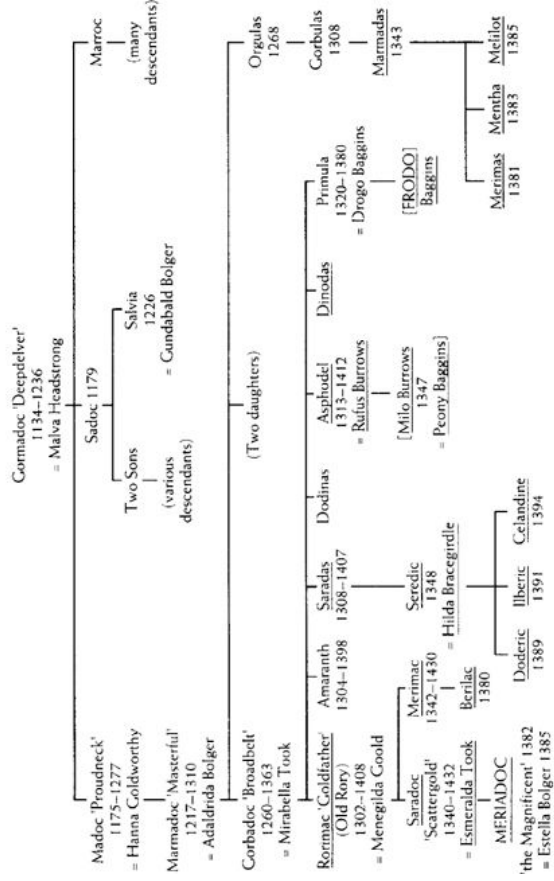 Gormadoc 'Deepdelver'
1134–1236
= Malva Headstrong
Madoc 'Proudneck'
1175–1277
= Hanna Goldworthy
Sadoc 1179
Marroc
(many
descendants)
Two Sons
(various
descendants)
Salvia
1226
= Gundabald Bolger
Marmadoc 'Masterful'
1217–1310
= Adaldrida Bolger
Gorbadoc 'Broadbelt'
1260–1363
= Mirabella Took
(Two daughters)
Orgulas
1268
Gorbulas
1308
Marmadas
1343
Rorimac 'Goldfather'
(Old Rory)
1302–1408
= Menegilda Goold
Amaranth
1304–1398
Saradas
1308–1407
Dodinas
Asphodel
1313–1412
= Rufus Burrows
Dinodas
Primula
1320–1380
= Drogo Baggins
[Milo Burrows
1347
= Peony Baggins]
[FRODO]
Baggins
Saradoc
'Scattergold'
1340–1432
= Esmeralda Took
Merimac
1342–1430
Berilac
1380
Seredic
1348
= Hilda Bracegirdle
Merimas
1381
Mentha
1383
Melilot
1385
MERIADOC
'the Magnificent' 1382
= Estella Bolger 1385
Doderic
1389
Ilberic
1391
Celandine
1394